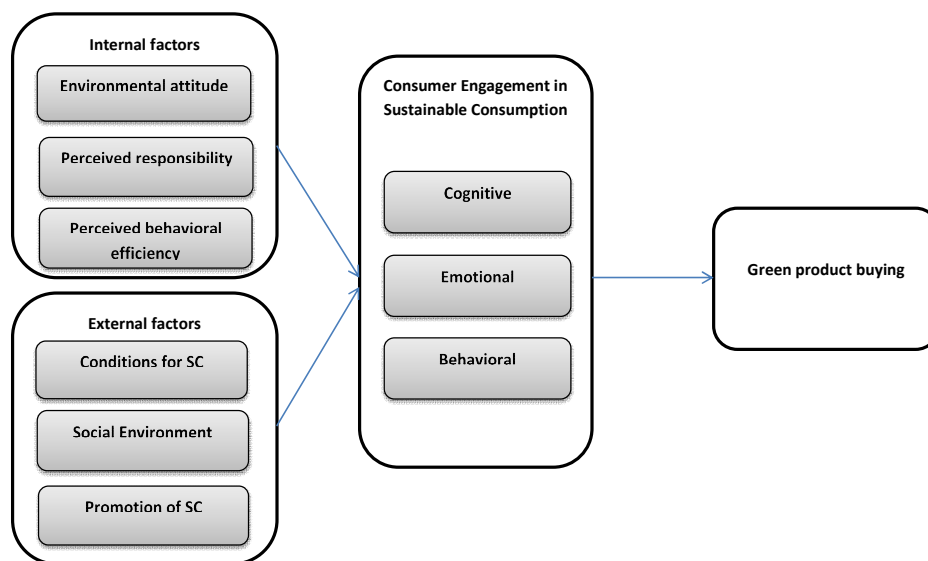 Internal factors
Environmental attitude
Perceived responsibility
Perceived behavioral
efficiency
External factors
Conditions for SC
Social Environment
Promotion of SC
Consumer Engagement in
Sustainable Consumption
Cognitive
Emotional
Behavioral
Green product buying